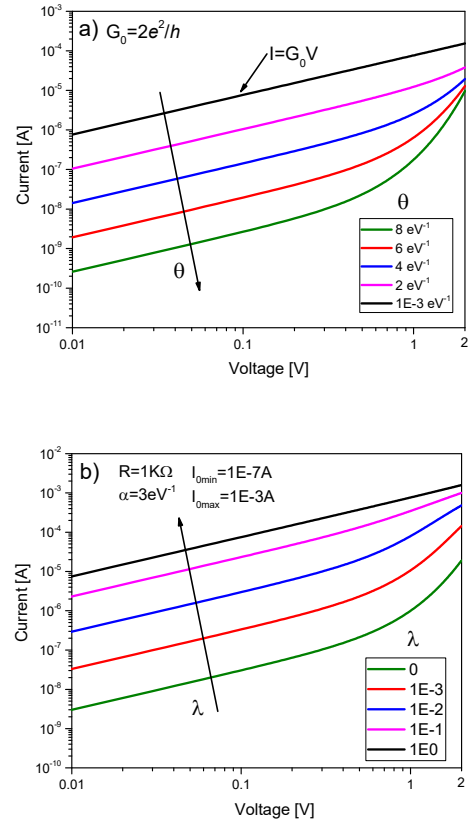 a) G₀=2e²/h
I=G₀V
10⁻³
10⁻⁴
10⁻⁵
10⁻⁶
10⁻⁷
10⁻⁸
10⁻⁹
10⁻¹⁰
10⁻¹¹
Current [A]
θ
θ
8 eV⁻¹
6 eV⁻¹
4 eV⁻¹
2 eV⁻¹
1E-3 eV⁻¹
0.01 0.1 1 2
Voltage [V]
b) R=1KΩ I₀ₘᵢₙ=1E-7A
α=3eV⁻¹ I₀ₘₐₓ=1E-3A
10⁻²
10⁻³
10⁻⁴
10⁻⁵
10⁻⁶
10⁻⁷
10⁻⁸
10⁻⁹
10⁻¹⁰
Current [A]
λ
λ
0
1E-3
1E-2
1E-1
1E0
0.01 0.1 1 2
Voltage [V]